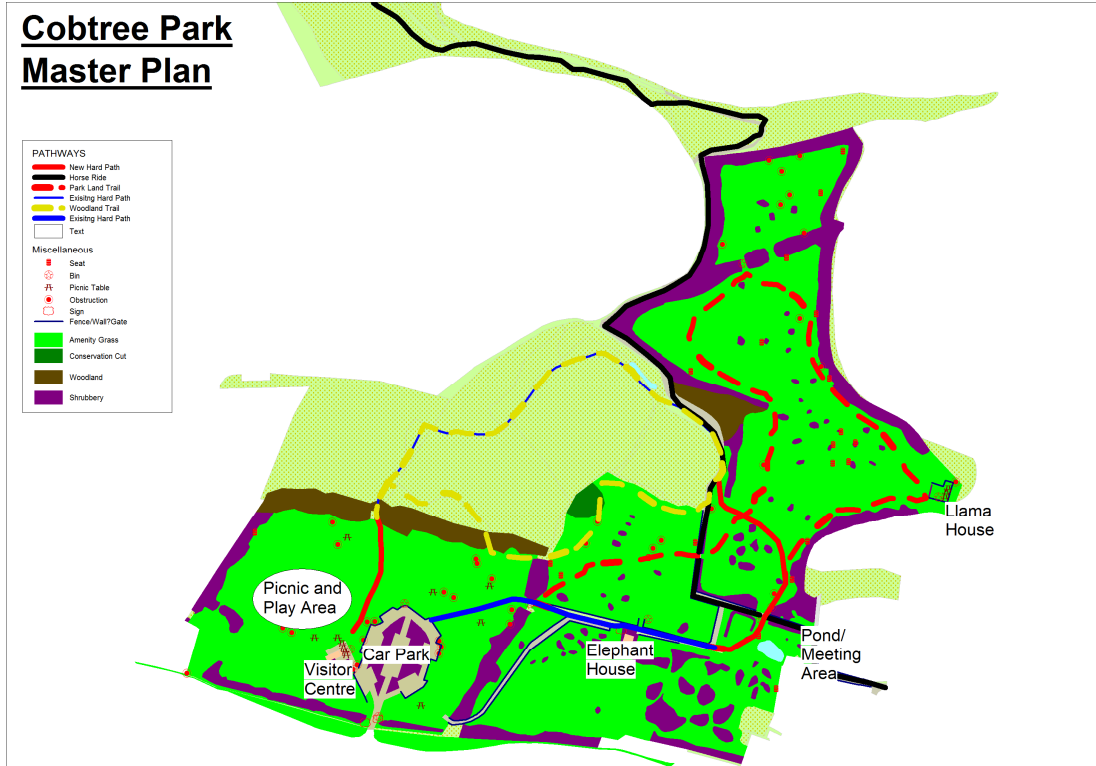 Cobtree Park
Master Plan
PATHWAYS
New Hard Path
Horse Ride
Park Land Trail
Exisitng Hard Path
Woodland Trail
Exisitng Hard Path
Text
Miscellaneous
Seat
Bin
Picnic Table
Obstruction
Sign
Fence/Wall?Gate
Amenity Grass
Conservation Cut
Woodland
Shrubbery
Llama
House
Picnic and
Play Area
Car Park
Visitor
Centre
Elephant
House
Pond/
Meeting
Area